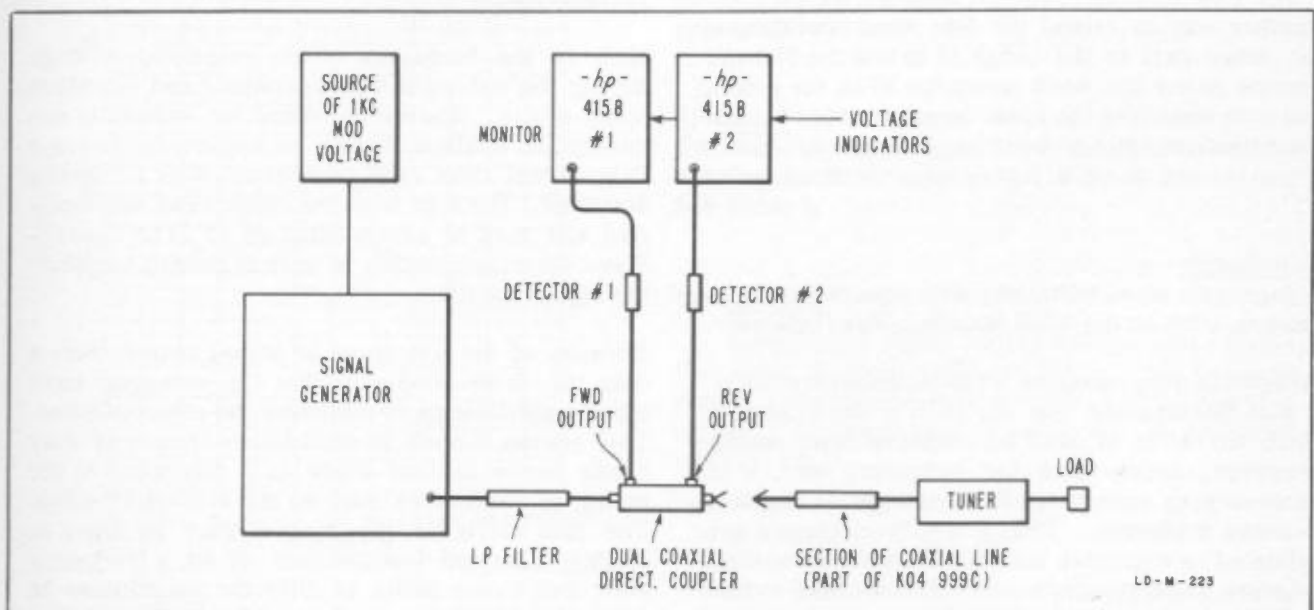 SOURCE
OF 1KC
MOD
VOLTAGE
MONITOR
-hp-
415B
#1
-hp-
415B
#2
VOLTAGE
INDICATORS
DETECTOR #1
DETECTOR #2
SIGNAL
GENERATOR
FWD
OUTPUT
REV
OUTPUT
LP FILTER
DUAL COAXIAL
DIRECT. COUPLER
SECTION OF COAXIAL LINE
(PART OF K04 999C)
TUNER
LOAD
LD-M-223